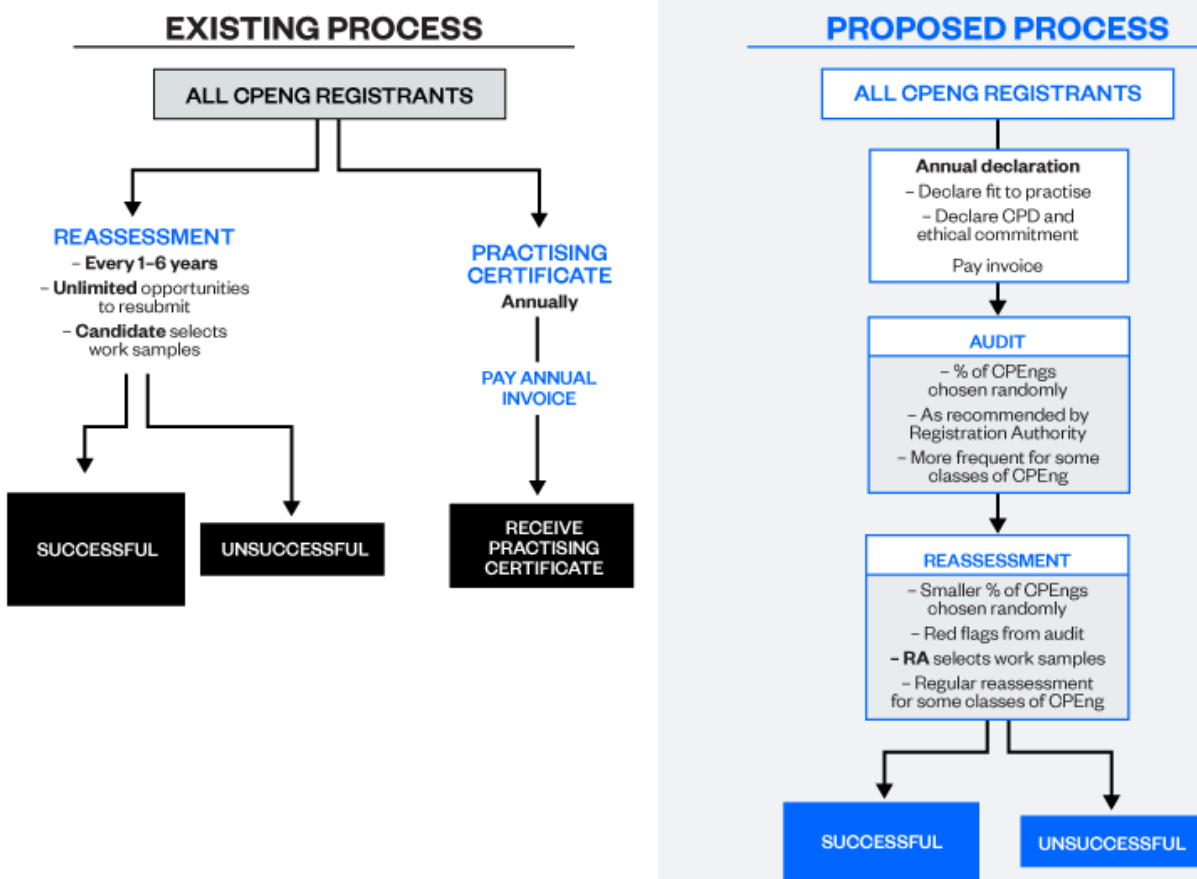 EXISTING PROCESS
ALL CPENG REGISTRANTS
REASSESSMENT
– Every 1–6 years
– Unlimited opportunities
to resubmit
– Candidate selects
work samples
SUCCESSFUL
UNSUCCESSFUL
PRACTISING
CERTIFICATE
Annually
PAY ANNUAL
INVOICE
RECEIVE
PRACTISING
CERTIFICATE
PROPOSED PROCESS
ALL CPENG REGISTRANTS
Annual declaration
– Declare fit to practise
– Declare CPD and
ethical commitment
Pay invoice
AUDIT
– % of CPEngs
chosen randomly
– As recommended by
Registration Authority
– More frequent for some
classes of CPEng
REASSESSMENT
– Smaller % of CPEngs
chosen randomly
– Red flags from audit
– RA selects work samples
– Regular reassessment
for some classes of CPEng
SUCCESSFUL
UNSUCCESSFUL